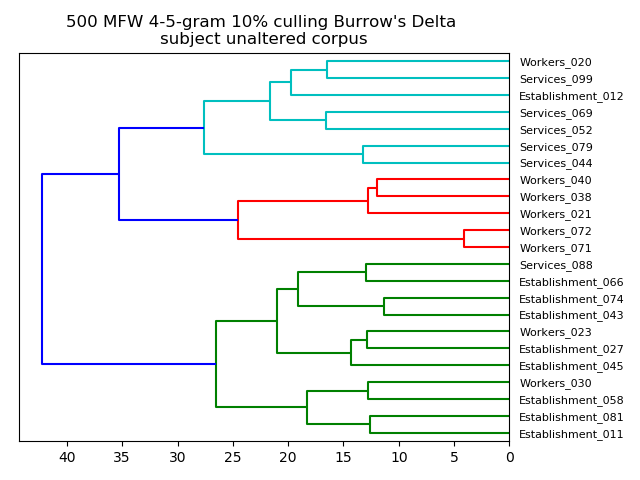 500 MFW 4-5-gram 10% culling Burrow's Delta
subject unaltered corpus
Workers_020
Services_099
Establishment_012
Services_069
Services_052
Services_079
Services_044
Workers_040
Workers_038
Workers_021
Workers_072
Workers_071
Services_088
Establishment_066
Establishment_074
Establishment_043
Workers_023
Establishment_027
Establishment_045
Workers_030
Establishment_058
Establishment_081
Establishment_011
40 35 30 25 20 15 10 5 0